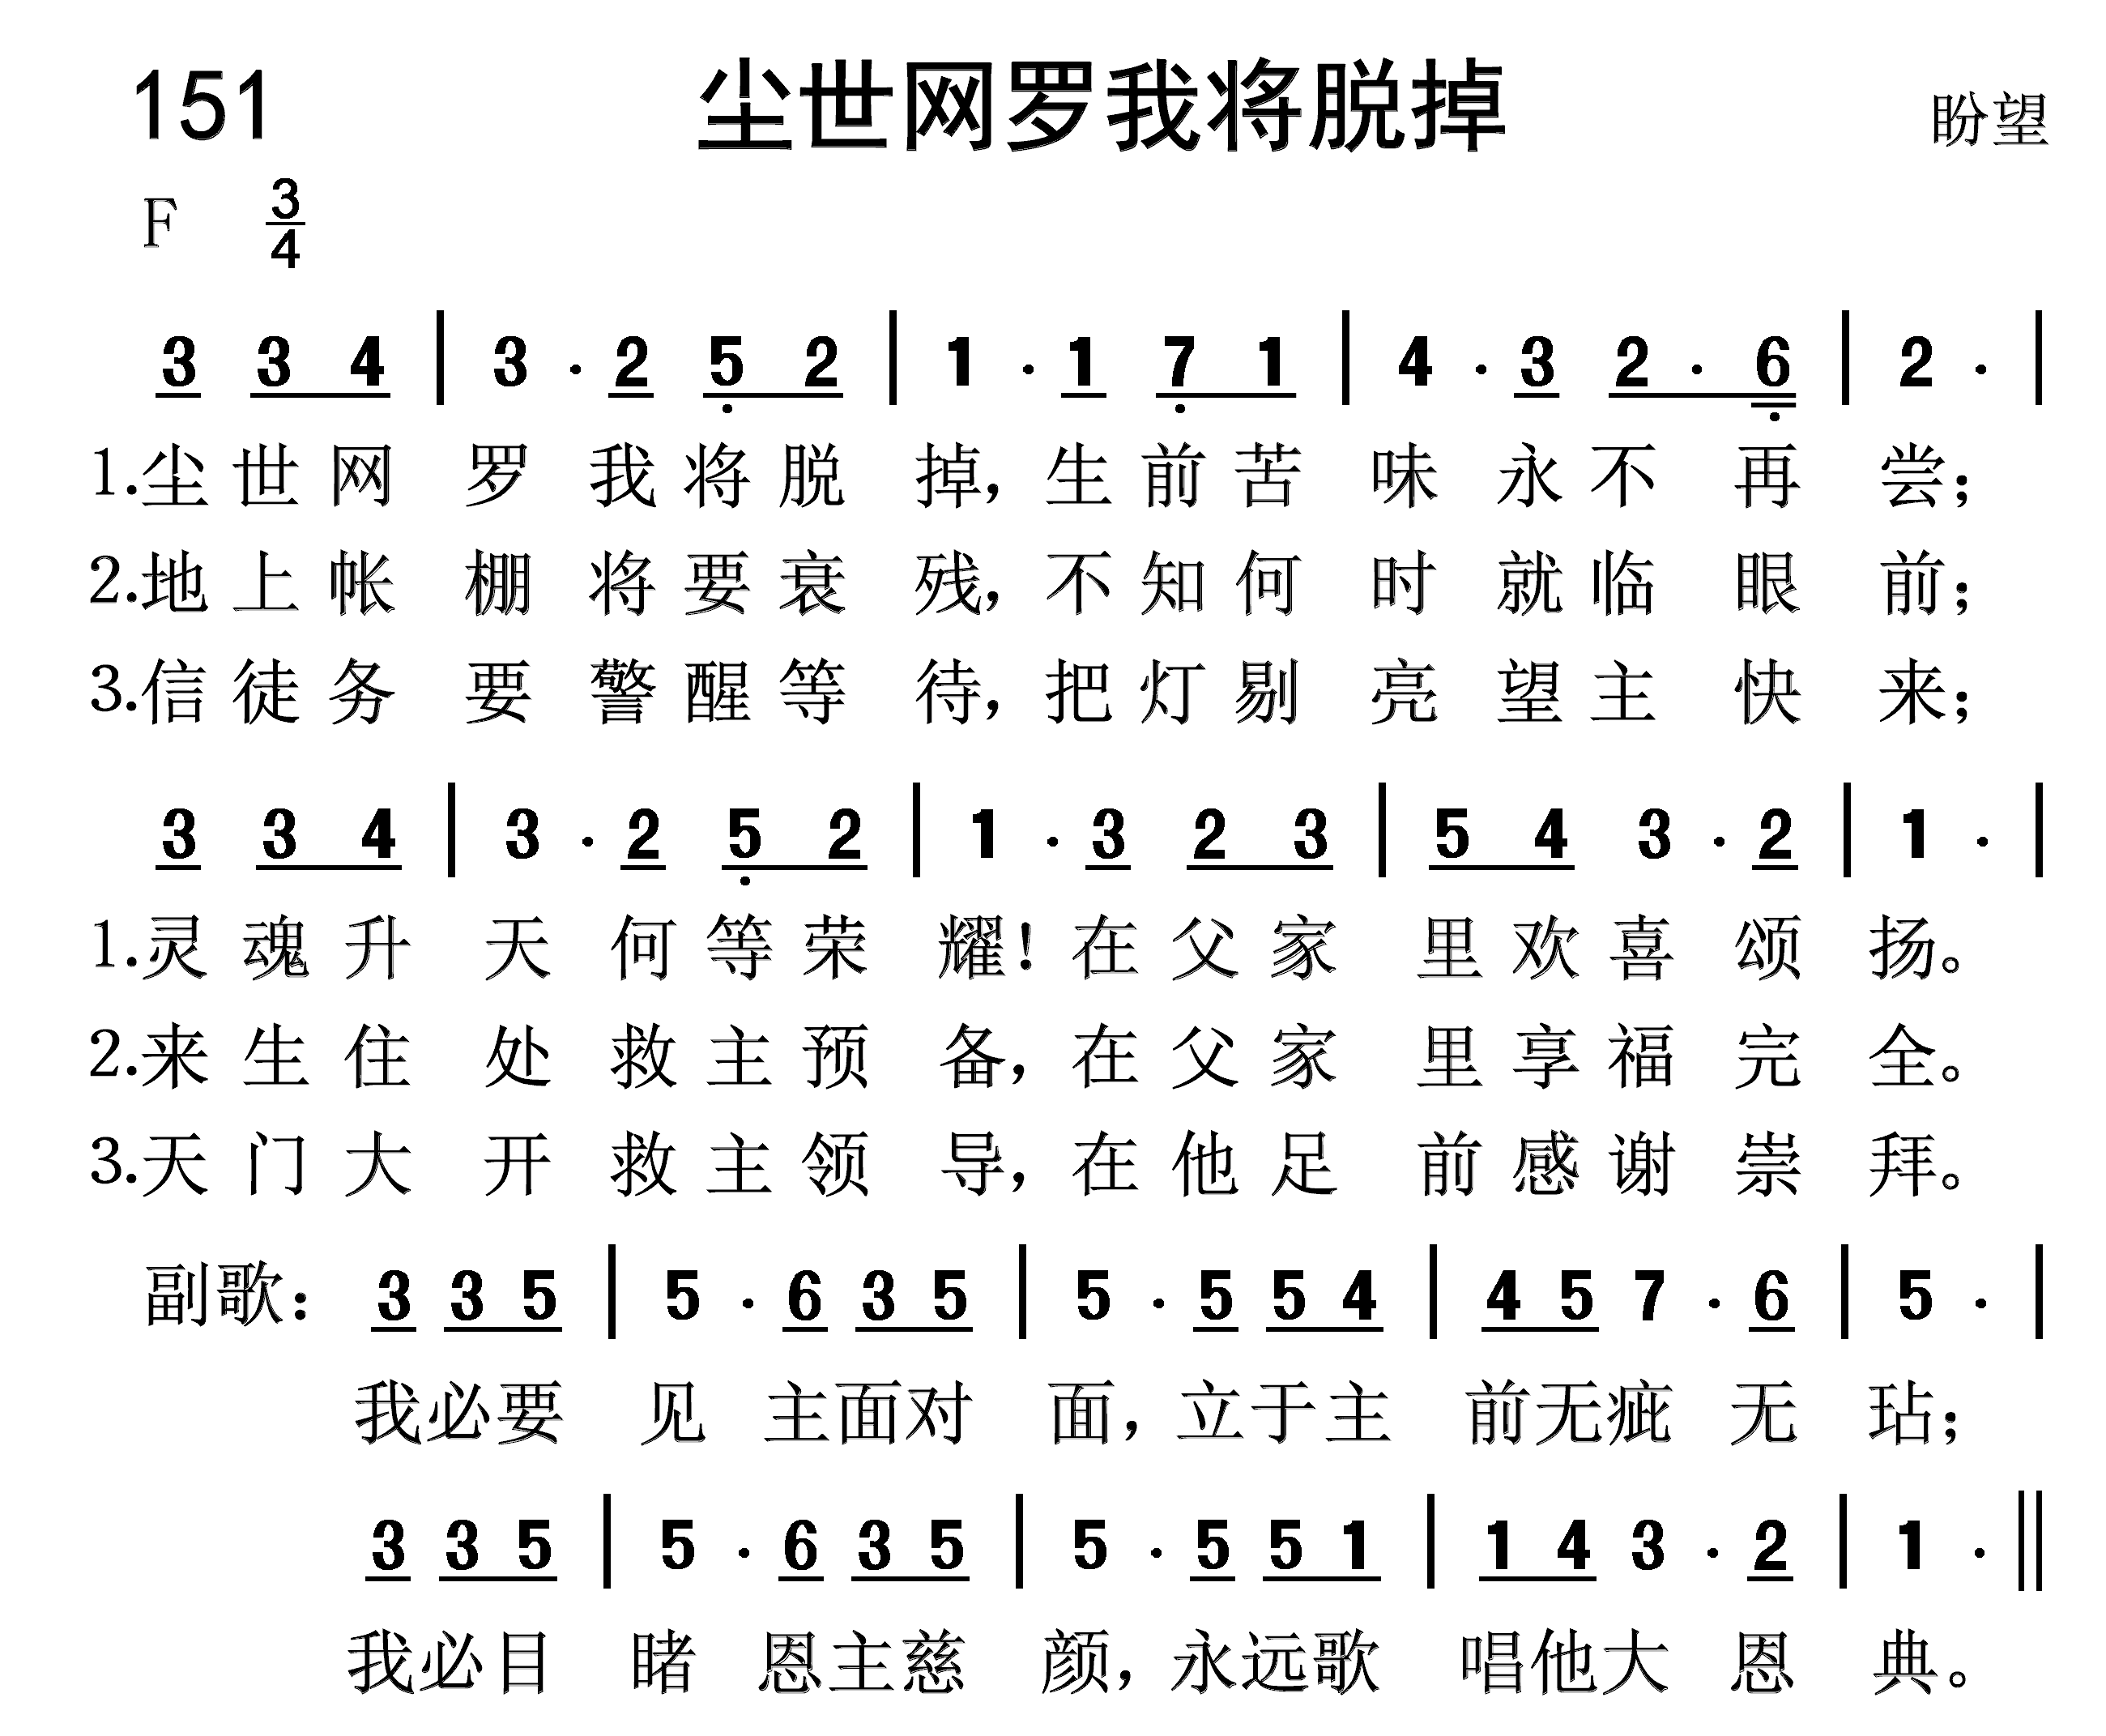 151 尘世网罗我将脱掉 盼望
F 3/4
3 3 4 | 3 · 2 5 2 | 1 · 1 7 1 | 4 · 3 2 · 6 | 2 · |
1.尘世网 罗 我将脱 掉，生前苦 味 永不 再 尝；
2.地上帐 棚 将要衰 残，不知何 时 就临 眼 前；
3.信徒务 要 警醒等 待，把灯剔 亮 望主 快 来；
3 3 4 | 3 · 2 5 2 | 1 · 3 2 3 | 5 4 3 · 2 | 1 · |
1.灵魂升 天 何等荣 耀！在父家 里欢喜 颂 扬。
2.来生住 处 救主预 备，在父家 里享福 完 全。
3.天门大 开 救主领 导，在他足 前感谢 崇 拜。
副歌： 3 3 5 | 5 · 6 3 5 | 5 · 5 5 4 | 4 5 7 · 6 | 5 · |
我必要 见 主面对 面，立于主 前无疵 无 玷；
3 3 5 | 5 · 6 3 5 | 5 · 5 5 1 | 1 4 3 · 2 | 1 · ||
我必目 睹 恩主慈 颜，永远歌 唱他大 恩 典。